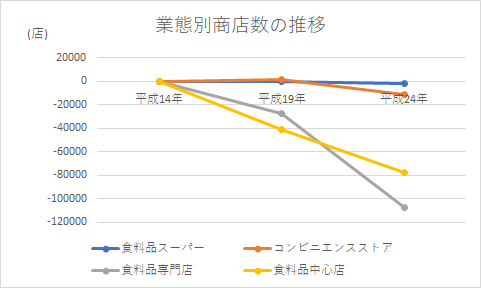 業態別商店数の推移
(店)
20000
0
-20000
-40000
-60000
-80000
-100000
-120000
平成14年 平成19年 平成24年
食料品スーパー コンビニエンスストア
食料品専門店 食料品中心店